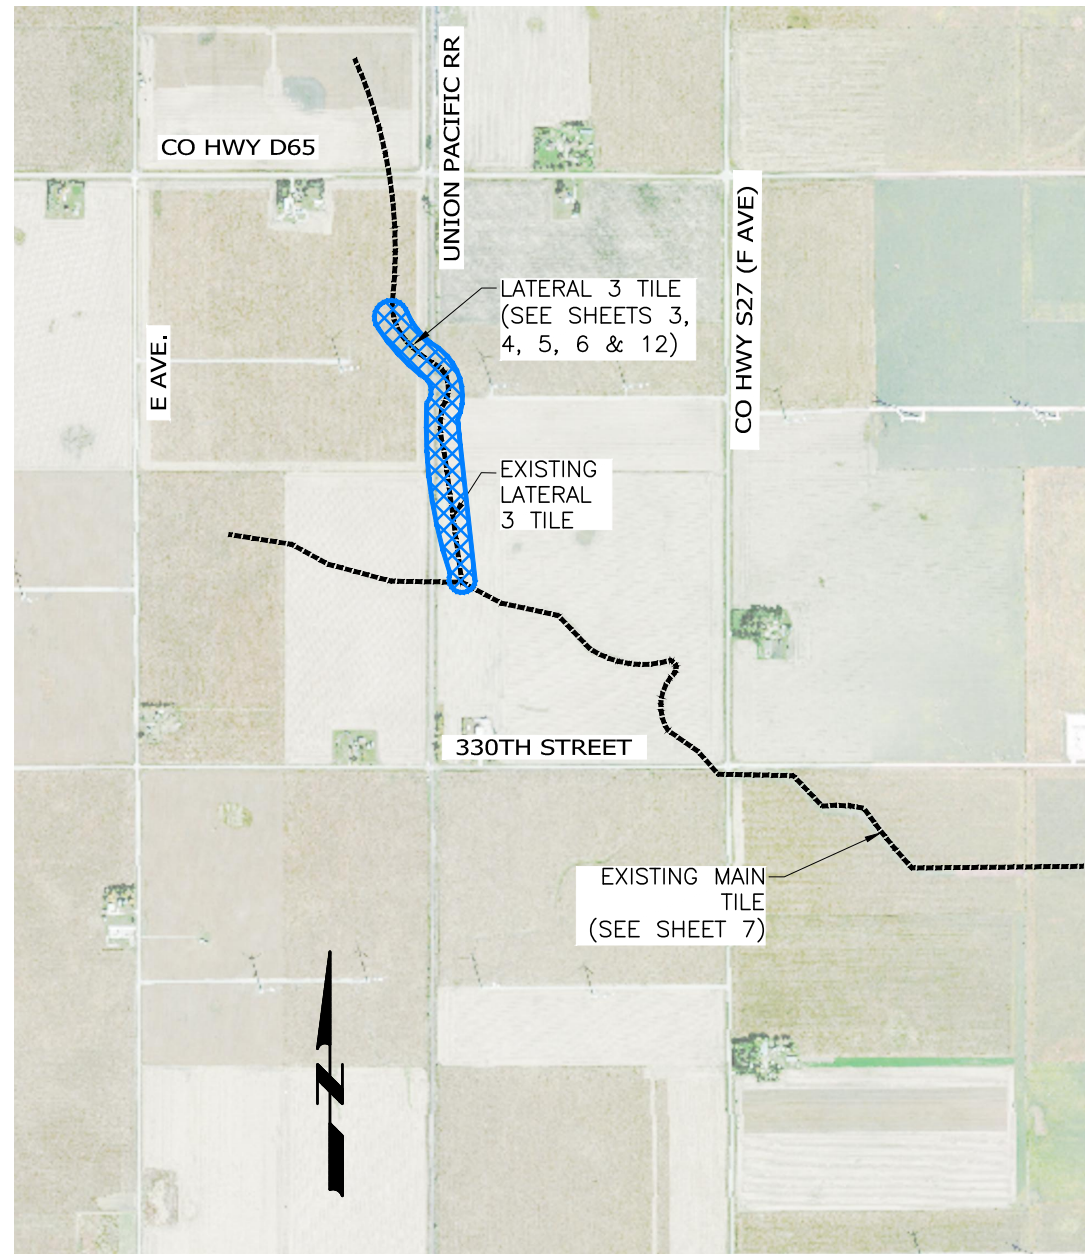 UNION PACIFIC RR
CO HWY D65
CO HWY S27 (F AVE)
LATERAL 3 TILE
(SEE SHEETS 3,
4, 5, 6 & 12)
E AVE.
EXISTING
LATERAL
3 TILE
330TH STREET
EXISTING MAIN
TILE
(SEE SHEET 7)
N